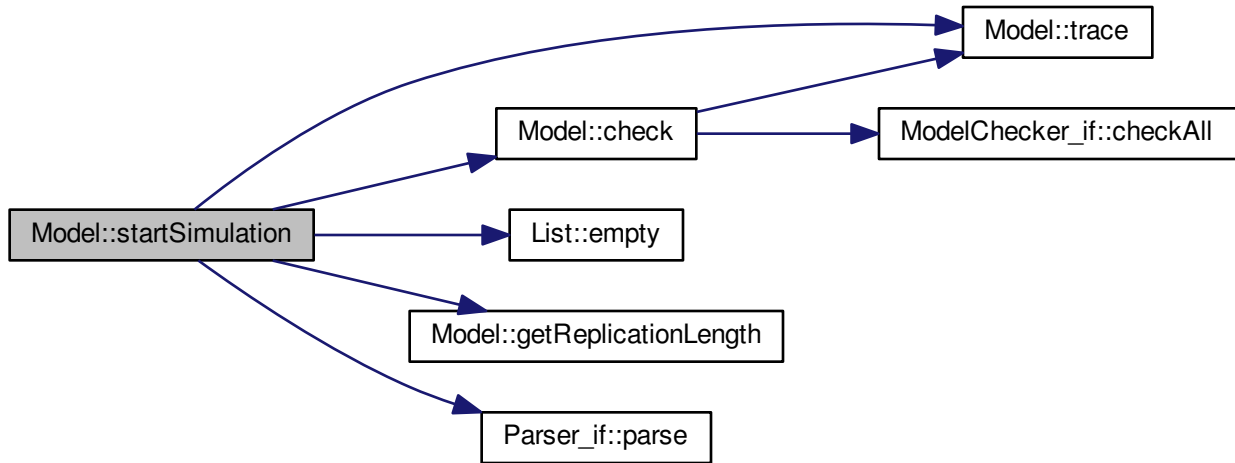 Model::trace
Model::check
ModelChecker_if::checkAll
Model::startSimulation
List::empty
Model::getReplicationLength
Parser_if::parse